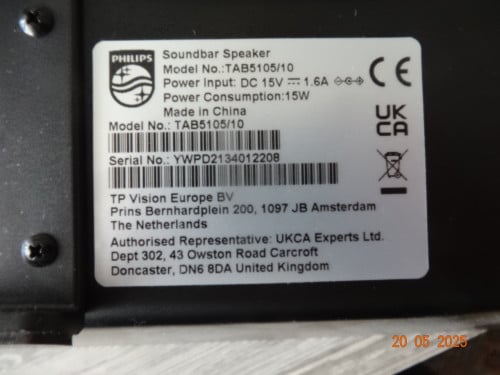 PHILIPS
Soundbar Speaker
Model No.:TAB5105/10
Power Input: DC 15V ⎓ 1.6A
Power Consumption:15W
Made in China
CE
UK
CA
Model No.: TAB5105/10
Serial No.: YWPD2134012208
TP Vision Europe BV
Prins Bernhardplein 200, 1097 JB Amsterdam
The Netherlands
Authorised Representative: UKCA Experts Ltd.
Dept 302, 43 Owston Road Carcroft
Doncaster, DN6 8DA United Kingdom
20 05 2025